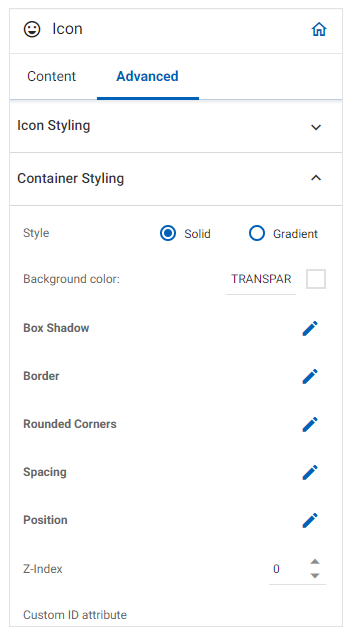 Icon
Content Advanced
Icon Styling
Container Styling
Style Solid Gradient
Background color: TRANSPAR
Box Shadow
Border
Rounded Corners
Spacing
Position
Z-Index 0
Custom ID attribute